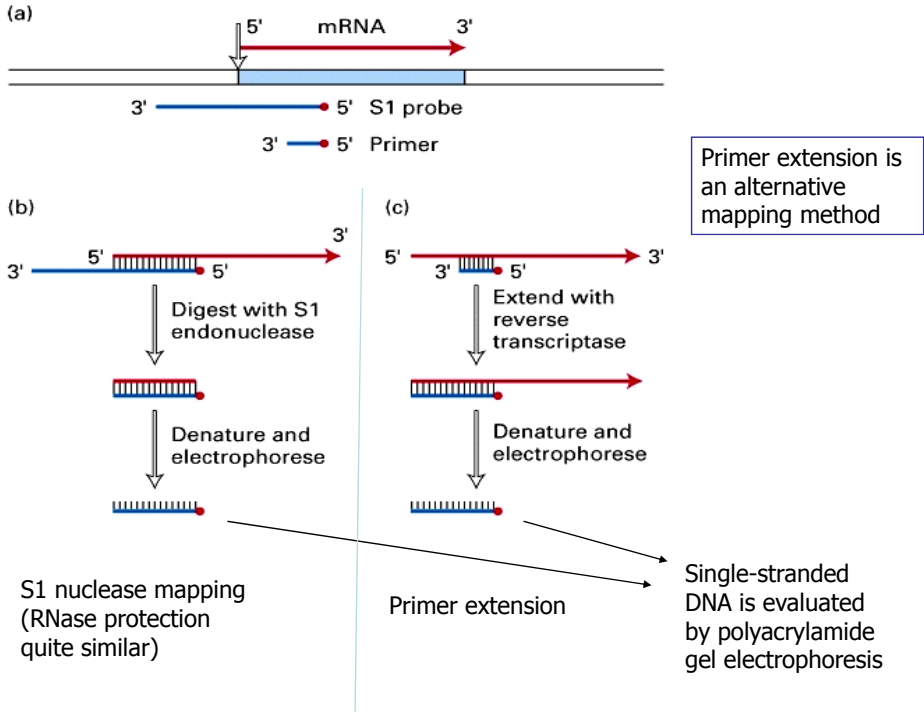 (a)
5' mRNA 3'
3' 5' S1 probe
3' 5' Primer
Primer extension is
an alternative
mapping method
(b)
5' 3'
3' 5'
Digest with S1
endonuclease
Denature and
electrophorese
S1 nuclease mapping
(RNase protection
quite similar)
(c)
5' 3'
3' 5'
Extend with
reverse
transcriptase
Denature and
electrophorese
Primer extension
Single-stranded
DNA is evaluated
by polyacrylamide
gel electrophoresis